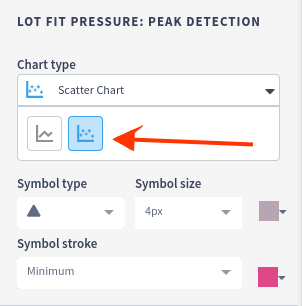 LOT FIT PRESSURE: PEAK DETECTION
Chart type
Scatter Chart
Symbol type Symbol size
4px
Symbol stroke
Minimum